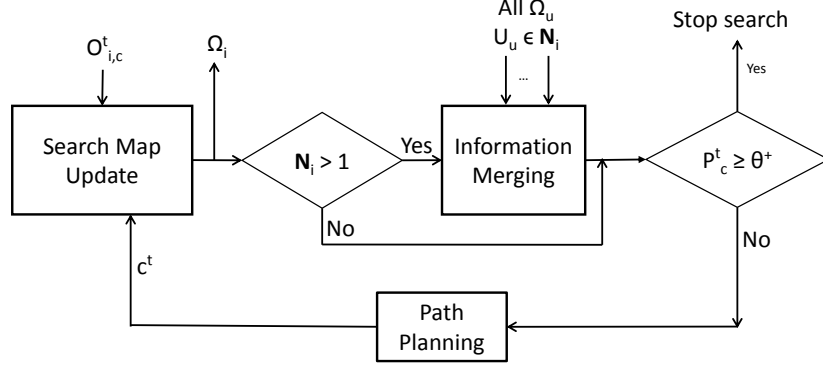 All Ω_u
U_u ϵ N_i
...
Stop search
Yes
O^t_{i,c}
Ω_i
Search Map
Update
N_i > 1
Yes
No
Information
Merging
P^t_c ≥ θ^+
No
c^t
Path
Planning